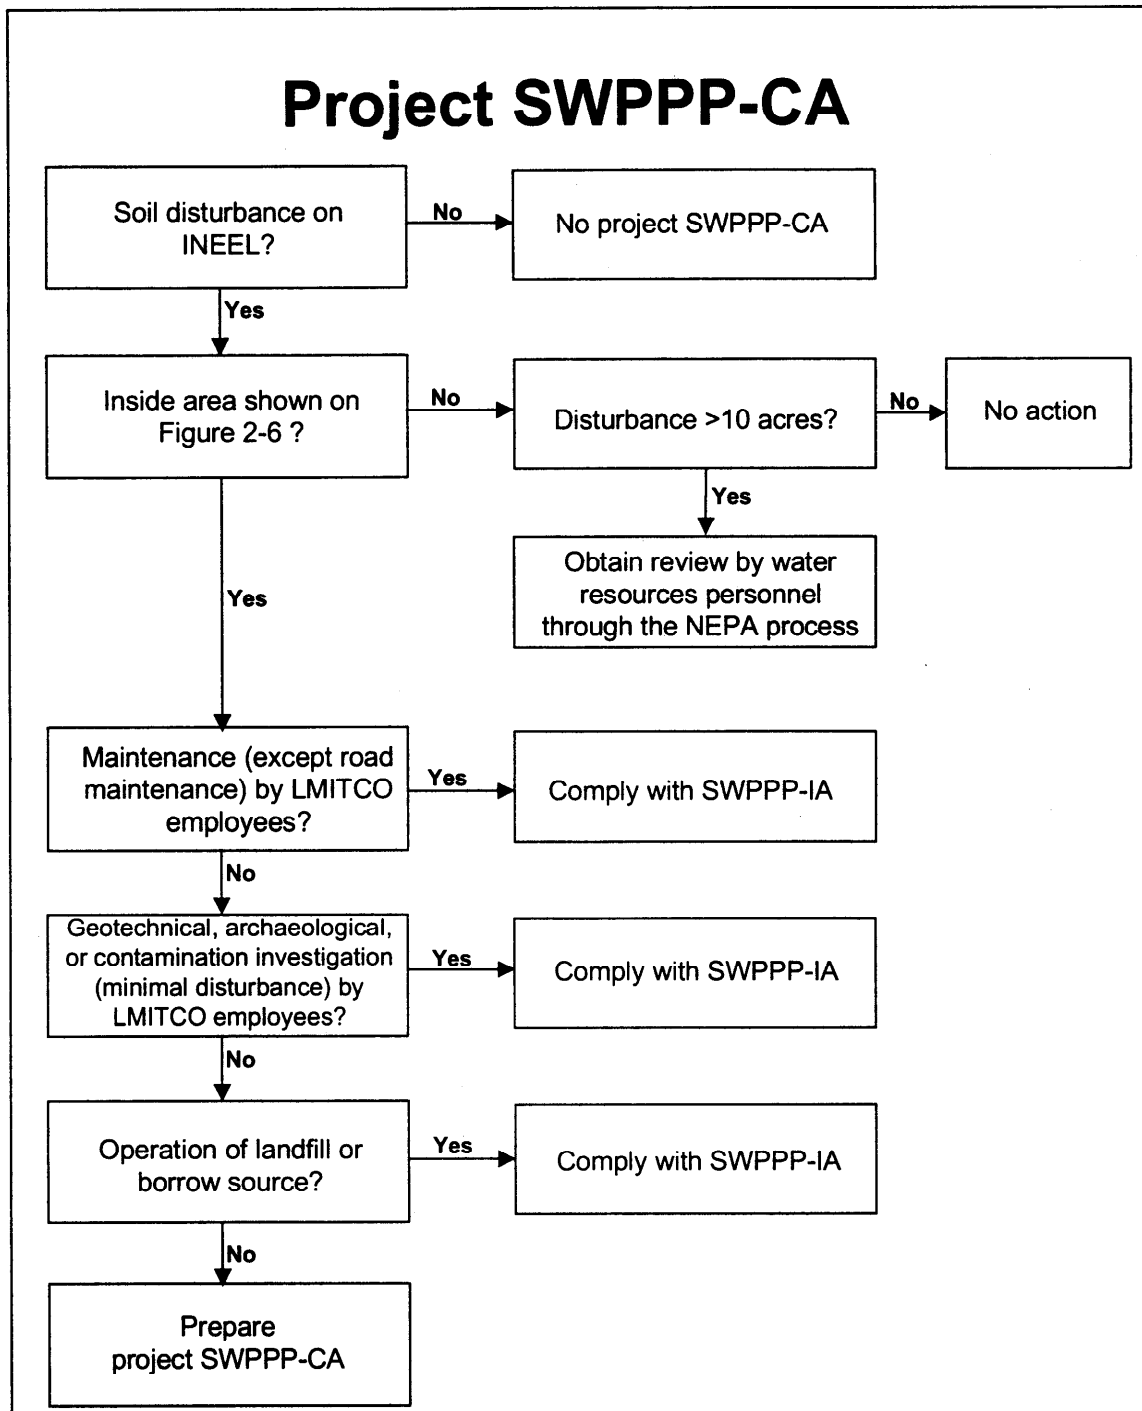 Project SWPPP-CA
Soil disturbance on
INEEL?
No
No project SWPPP-CA
Yes
Inside area shown on
Figure 2-6 ?
No
Disturbance >10 acres?
No
No action
Yes
Obtain review by water
resources personnel
through the NEPA process
Yes
Maintenance (except road
maintenance) by LMITCO
employees?
Yes
Comply with SWPPP-IA
No
Geotechnical, archaeological,
or contamination investigation
(minimal disturbance) by
LMITCO employees?
Yes
Comply with SWPPP-IA
No
Operation of landfill or
borrow source?
Yes
Comply with SWPPP-IA
No
Prepare
project SWPPP-CA